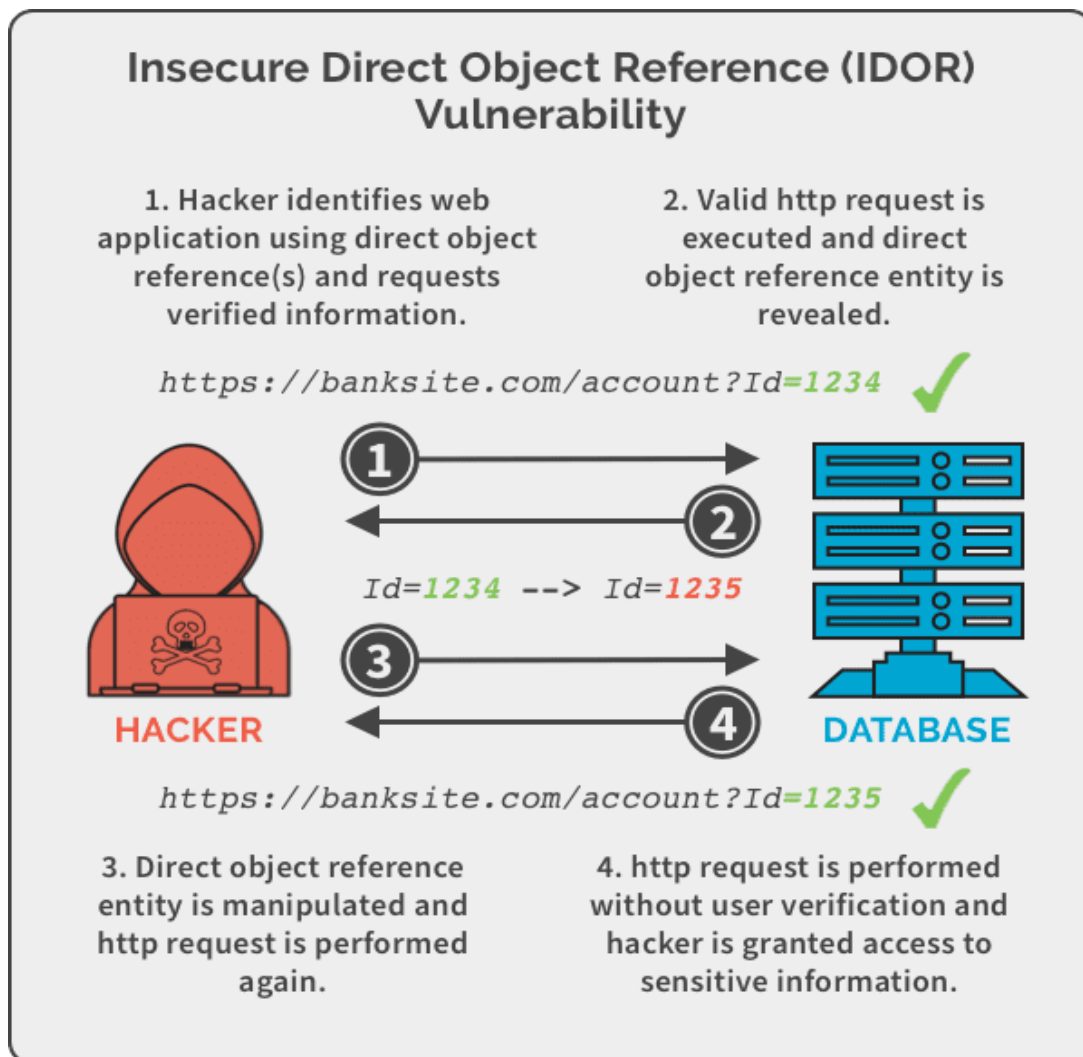 Insecure Direct Object Reference (IDOR)
Vulnerability
1. Hacker identifies web
application using direct object
reference(s) and requests
verified information.
2. Valid http request is
executed and direct
object reference entity is
revealed.
https://banksite.com/account?Id=1234
1
2
Id=1234 --> Id=1235
3
4
HACKER
DATABASE
https://banksite.com/account?Id=1235
3. Direct object reference
entity is manipulated and
http request is performed
again.
4. http request is performed
without user verification and
hacker is granted access to
sensitive information.